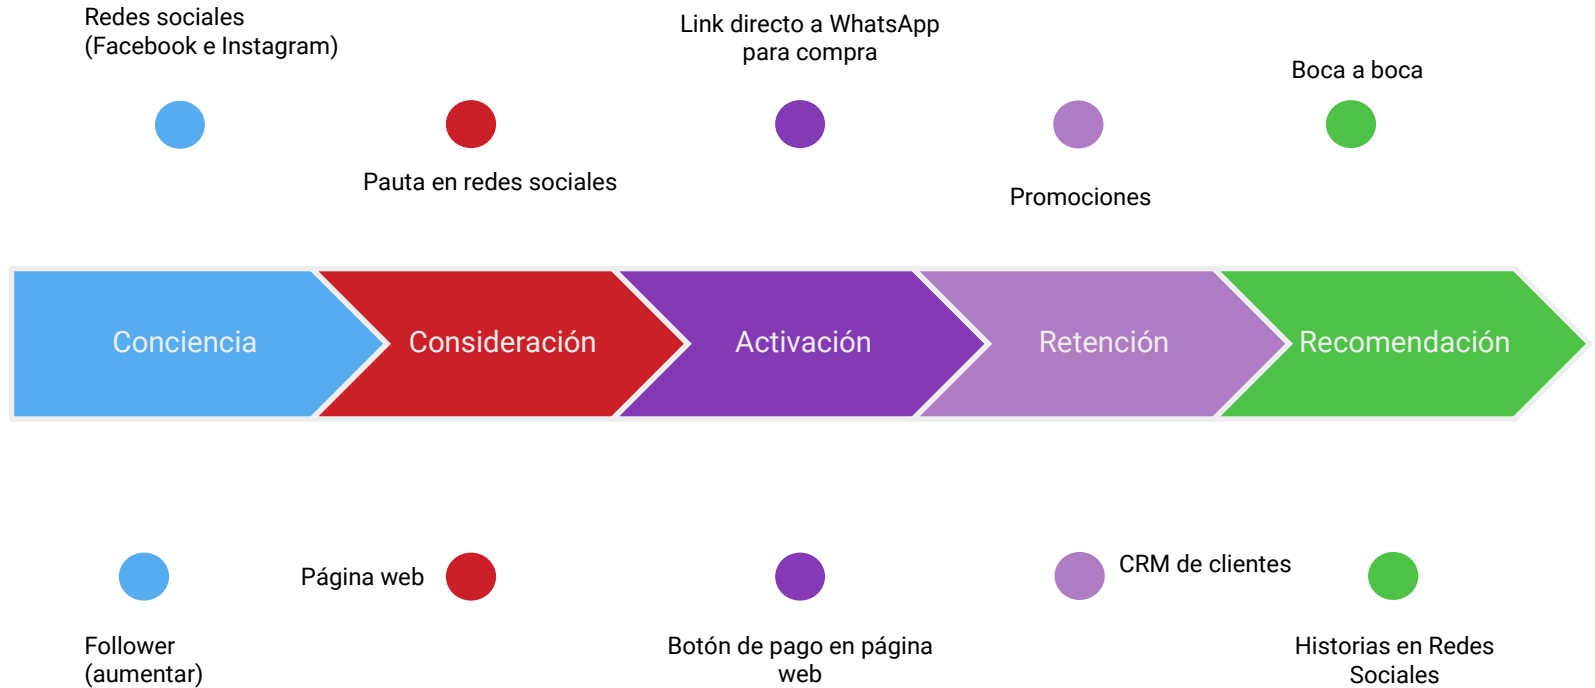 Redes sociales
(Facebook e Instagram)
Link directo a WhatsApp
para compra
Boca a boca
Pauta en redes sociales
Promociones
Conciencia
Consideración
Activación
Retención
Recomendación
Página web
CRM de clientes
Follower
(aumentar)
Botón de pago en página
web
Historias en Redes
Sociales